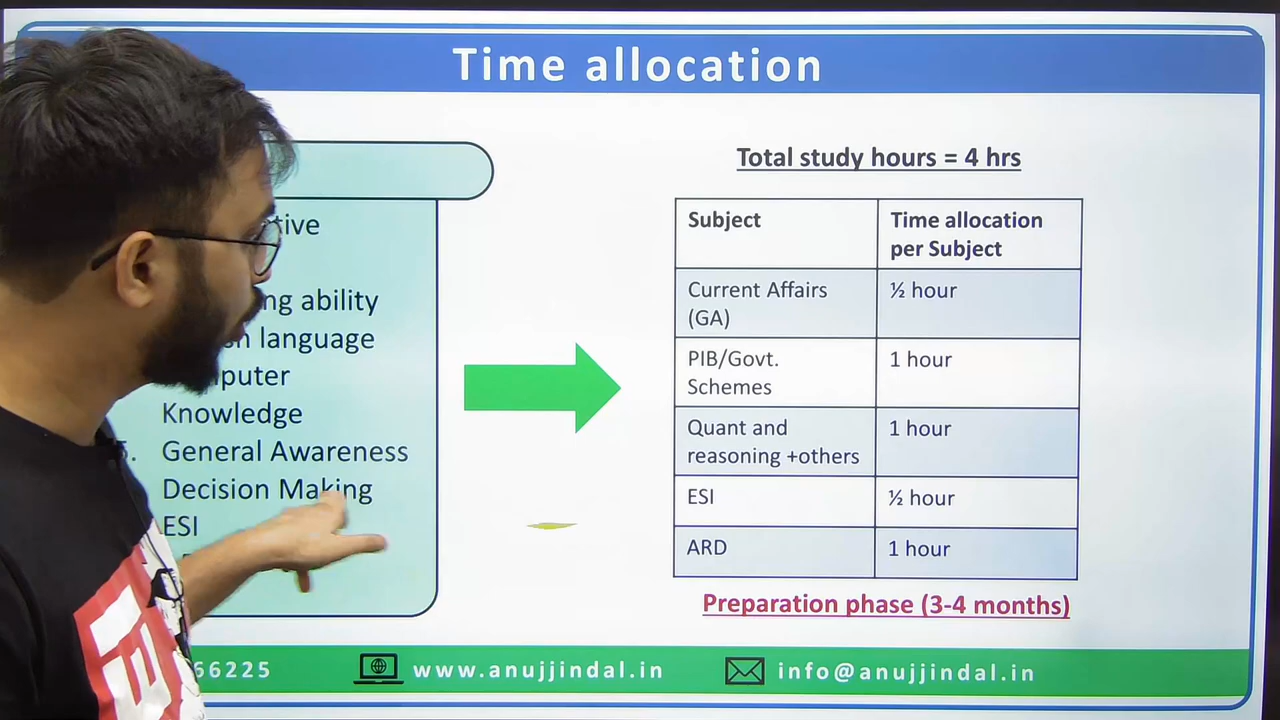 Time allocation
ng ability
language
Knowledge
General Awareness
Decision Making
ESI
Total study hours = 4 hrs
Subject
Time allocation
per Subject
Current Affairs
(GA)
½ hour
PIB/Govt.
Schemes
1 hour
Quant and
reasoning +others
1 hour
ESI
½ hour
ARD
1 hour
Preparation phase (3-4 months)
66225
www.anujjindal.in
info@anujjindal.in